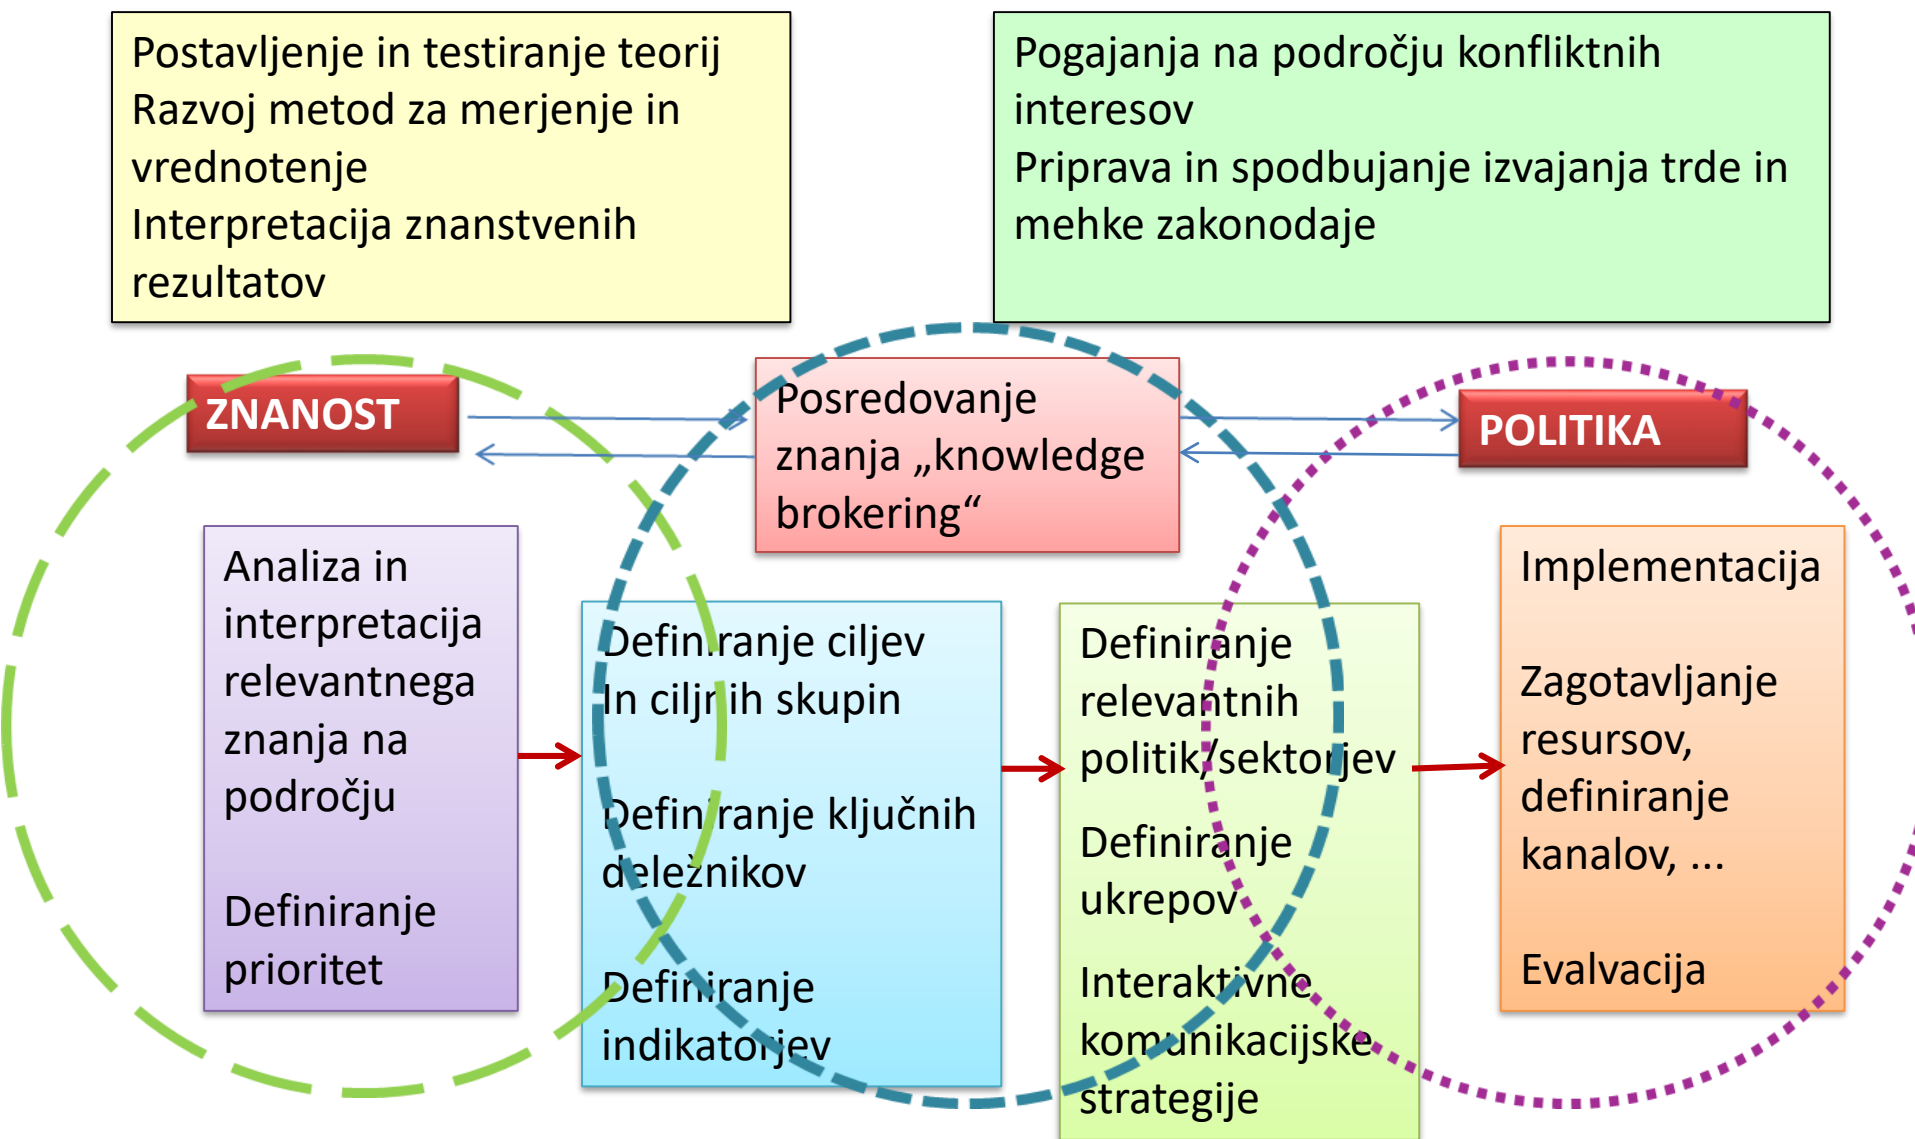 Postavljenje in testiranje teorij
Razvoj metod za merjenje in
vrednotenje
Interpretacija znanstvenih
rezultatov
Pogajanja na področju konfliktnih
interesov
Priprava in spodbujanje izvajanja trde in
mehke zakonodaje
ZNANOST
Posredovanje
znanja „knowledge
brokering“
POLITIKA
Analiza in
interpretacija
relevantnega
znanja na
področju
Definiranje
prioritet
Definiranje ciljev
In ciljnih skupin
Definiranje ključnih
deležnikov
Definiranje
indikatorjev
Definiranje
relevantnih
politik/sektorjev
Definiranje
ukrepov
Interaktivne
komunikacijske
strategije
Implementacija
Zagotavljanje
resursov,
definiranje
kanalov, ...
Evalvacija